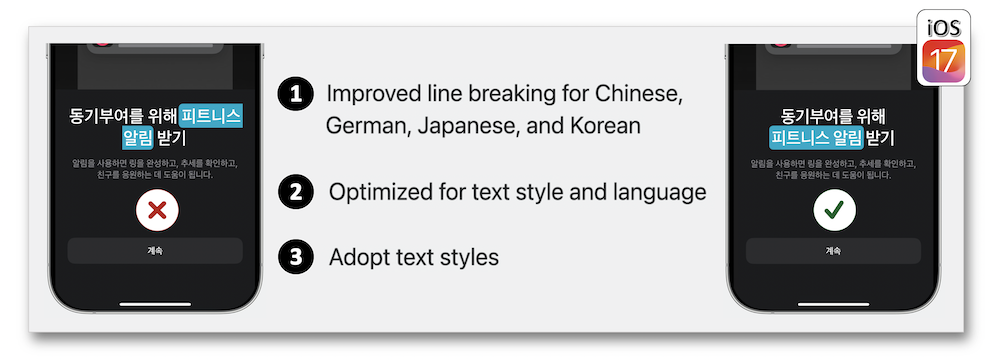 iOS
17
동기부여를 위해 피트니스
알림 받기
알림을 사용하면 링을 완성하고, 추세를 확인하고,
친구를 응원하는 데 도움이 됩니다.
계속
1 Improved line breaking for Chinese,
German, Japanese, and Korean
2 Optimized for text style and language
3 Adopt text styles
동기부여를 위해
피트니스 알림 받기
알림을 사용하면 링을 완성하고, 추세를 확인하고,
친구를 응원하는 데 도움이 됩니다.
계속